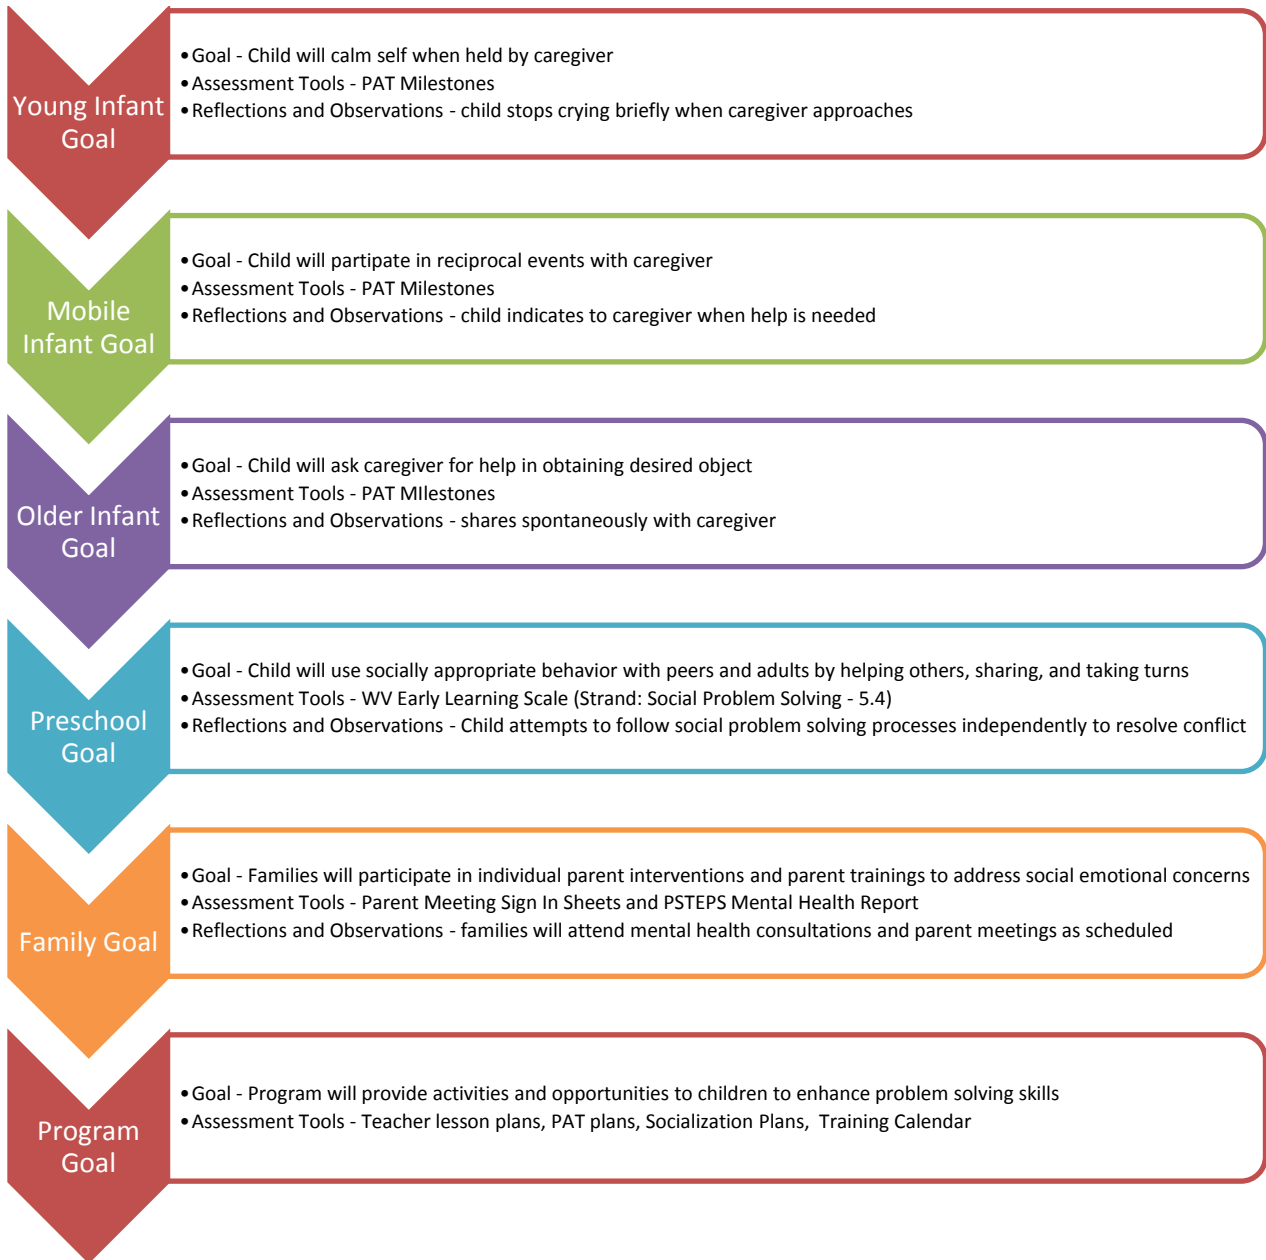 Young Infant
Goal
•Goal - Child will calm self when held by caregiver
•Assessment Tools - PAT Milestones
•Reflections and Observations - child stops crying briefly when caregiver approaches
Mobile
Infant Goal
•Goal - Child will partipate in reciprocal events with caregiver
•Assessment Tools - PAT Milestones
•Reflections and Observations - child indicates to caregiver when help is needed
Older Infant
Goal
•Goal - Child will ask caregiver for help in obtaining desired object
•Assessment Tools - PAT MIlestones
•Reflections and Observations - shares spontaneously with caregiver
Preschool
Goal
•Goal - Child will use socially appropriate behavior with peers and adults by helping others, sharing, and taking turns
•Assessment Tools - WV Early Learning Scale (Strand: Social Problem Solving - 5.4)
•Reflections and Observations - Child attempts to follow social problem solving processes independently to resolve conflict
Family Goal
•Goal - Families will participate in individual parent interventions and parent trainings to address social emotional concerns
•Assessment Tools - Parent Meeting Sign In Sheets and PSTEPS Mental Health Report
•Reflections and Observations - families will attend mental health consultations and parent meetings as scheduled
Program
Goal
•Goal - Program will provide activities and opportunities to children to enhance problem solving skills
•Assessment Tools - Teacher lesson plans, PAT plans, Socialization Plans,  Training Calendar